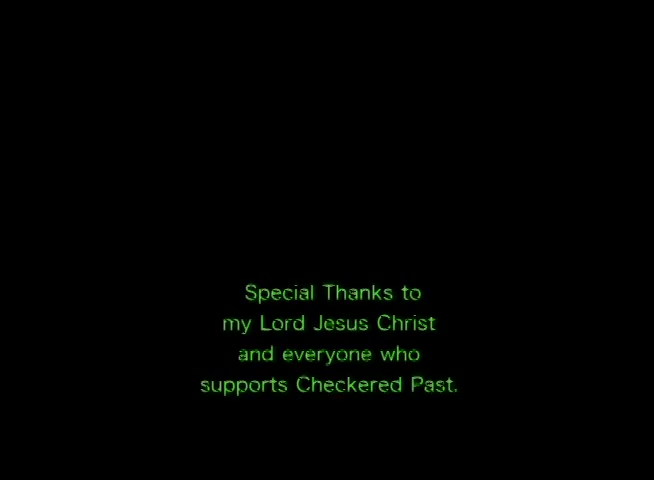 Special Thanks to
my Lord Jesus Christ
and everyone who
supports Checkered Past.